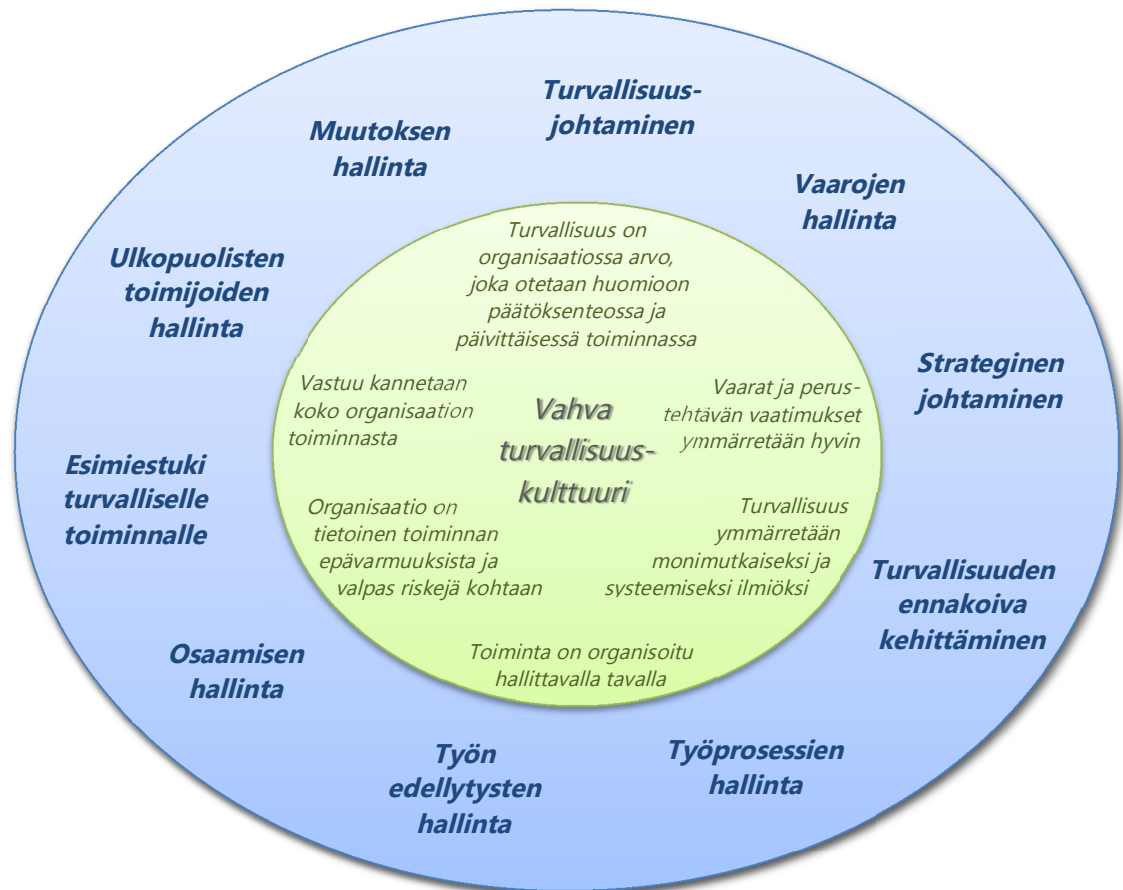 Turvallisuus-
johtaminen
Muutoksen
hallinta
Vaarojen
hallinta
Ulkopuolisten
toimijoiden
hallinta
Strateginen
johtaminen
Esimiestuki
turvalliselle
toiminnalle
Turvallisuuden
ennakoiva
kehittäminen
Osaamisen
hallinta
Työn
edellytysten
hallinta
Työprosessien
hallinta
Turvallisuus on
organisaatiossa arvo,
joka otetaan huomioon
päätöksenteossa ja
päivittäisessä toiminnassa
Vastuu kannetaan
koko organisaation
toiminnasta
Vahva
turvallisuus-
kulttuuri
Vaarat ja perus-
tehtävän vaatimukset
ymmärretään hyvin
Organisaatio on
tietoinen toiminnan
epävarmuuksista ja
valpas riskejä kohtaan
Turvallisuus
ymmärretään
monimutkaiseksi ja
systeemiseksi ilmiöksi
Toiminta on organisoitu
hallittavalla tavalla